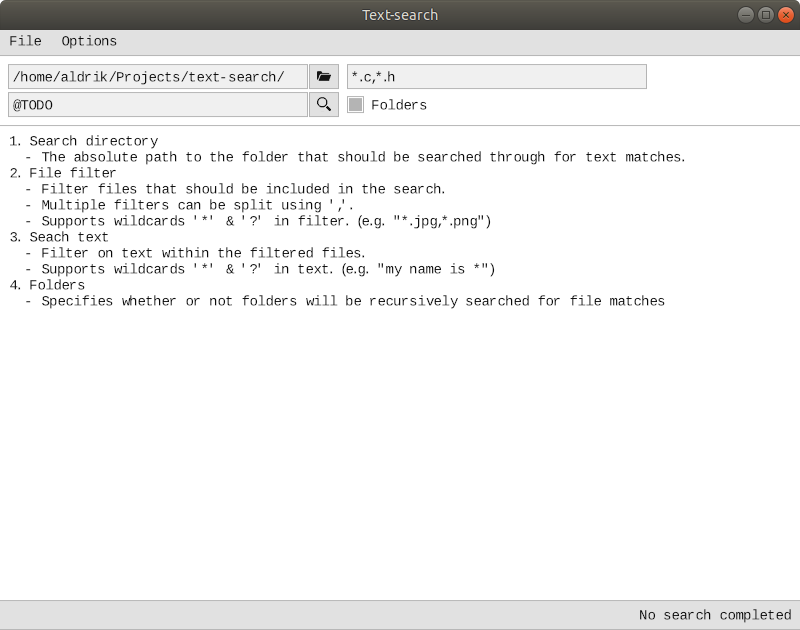 Text-search
File Options
/home/aldrik/Projects/text-search/ *.c,*.h
@TODO Folders
1. Search directory
- The absolute path to the folder that should be searched through for text matches.
2. File filter
- Filter files that should be included in the search.
- Multiple filters can be split using ','.
- Supports wildcards '*' & '?' in filter. (e.g. "*.jpg,*.png")
3. Seach text
- Filter on text within the filtered files.
- Supports wildcards '*' & '?' in text. (e.g. "my name is *")
4. Folders
- Specifies whether or not folders will be recursively searched for file matches
No search completed